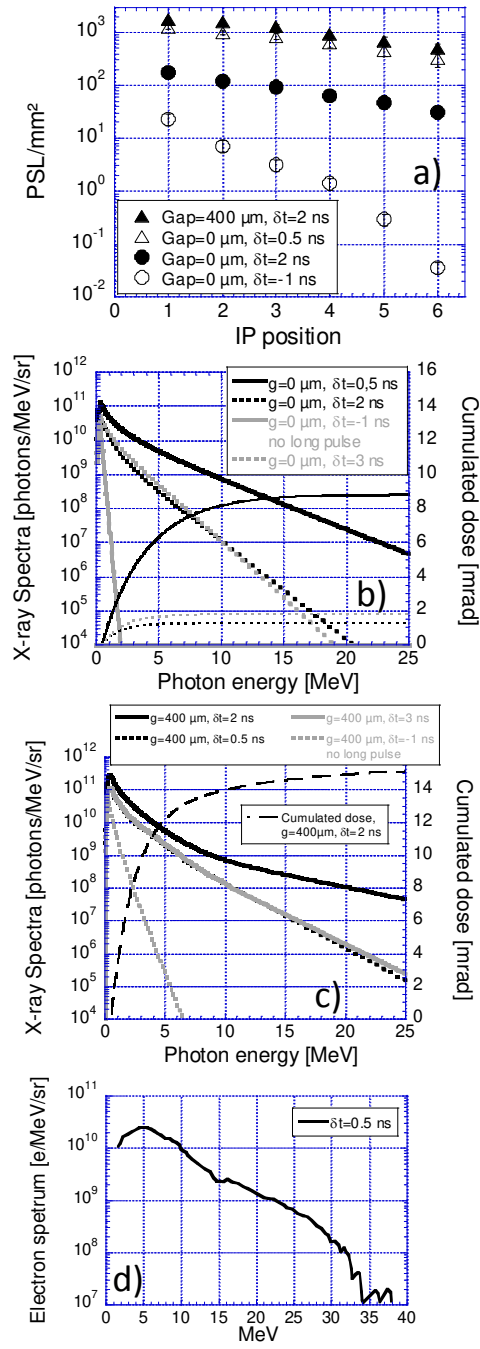 10³
10²
10¹
10⁰
10⁻¹
10⁻²
PSL/mm²
a)
Gap=400 µm, δt=2 ns
Gap=0 µm, δt=0.5 ns
Gap=0 µm, δt=2 ns
Gap=0 µm, δt=-1 ns
0 1 2 3 4 5 6
IP position
X-ray Spectra [photons/MeV/sr]
10¹²
10¹¹
10¹⁰
10⁹
10⁸
10⁷
10⁶
10⁵
10⁴
g=0 µm, δt=0,5 ns
g=0 µm, δt=2 ns
g=0 µm, δt=-1 ns
no long pulse
g=0 µm, δt=3 ns
b)
16
14
12
10
8
6
4
2
0
Cumulated dose [mrad]
0 5 10 15 20 25
Photon energy [MeV]
g=400 µm, δt=2 ns
g=400 µm, δt=3 ns
g=400 µm, δt=0.5 ns
g=400 µm, δt=-1 ns
no long pulse
X-ray Spectra [photons/MeV/sr]
10¹²
10¹¹
10¹⁰
10⁹
10⁸
10⁷
10⁶
10⁵
10⁴
Cumulated dose,
g=400µm, δt=2 ns
c)
16
14
12
10
8
6
4
2
0
Cumulated dose [mrad]
0 5 10 15 20 25
Photon energy [MeV]
Electron spetrum [e/MeV/sr]
10¹¹
10¹⁰
10⁹
10⁸
10⁷
δt=0.5 ns
d)
0 5 10 15 20 25 30 35 40
MeV